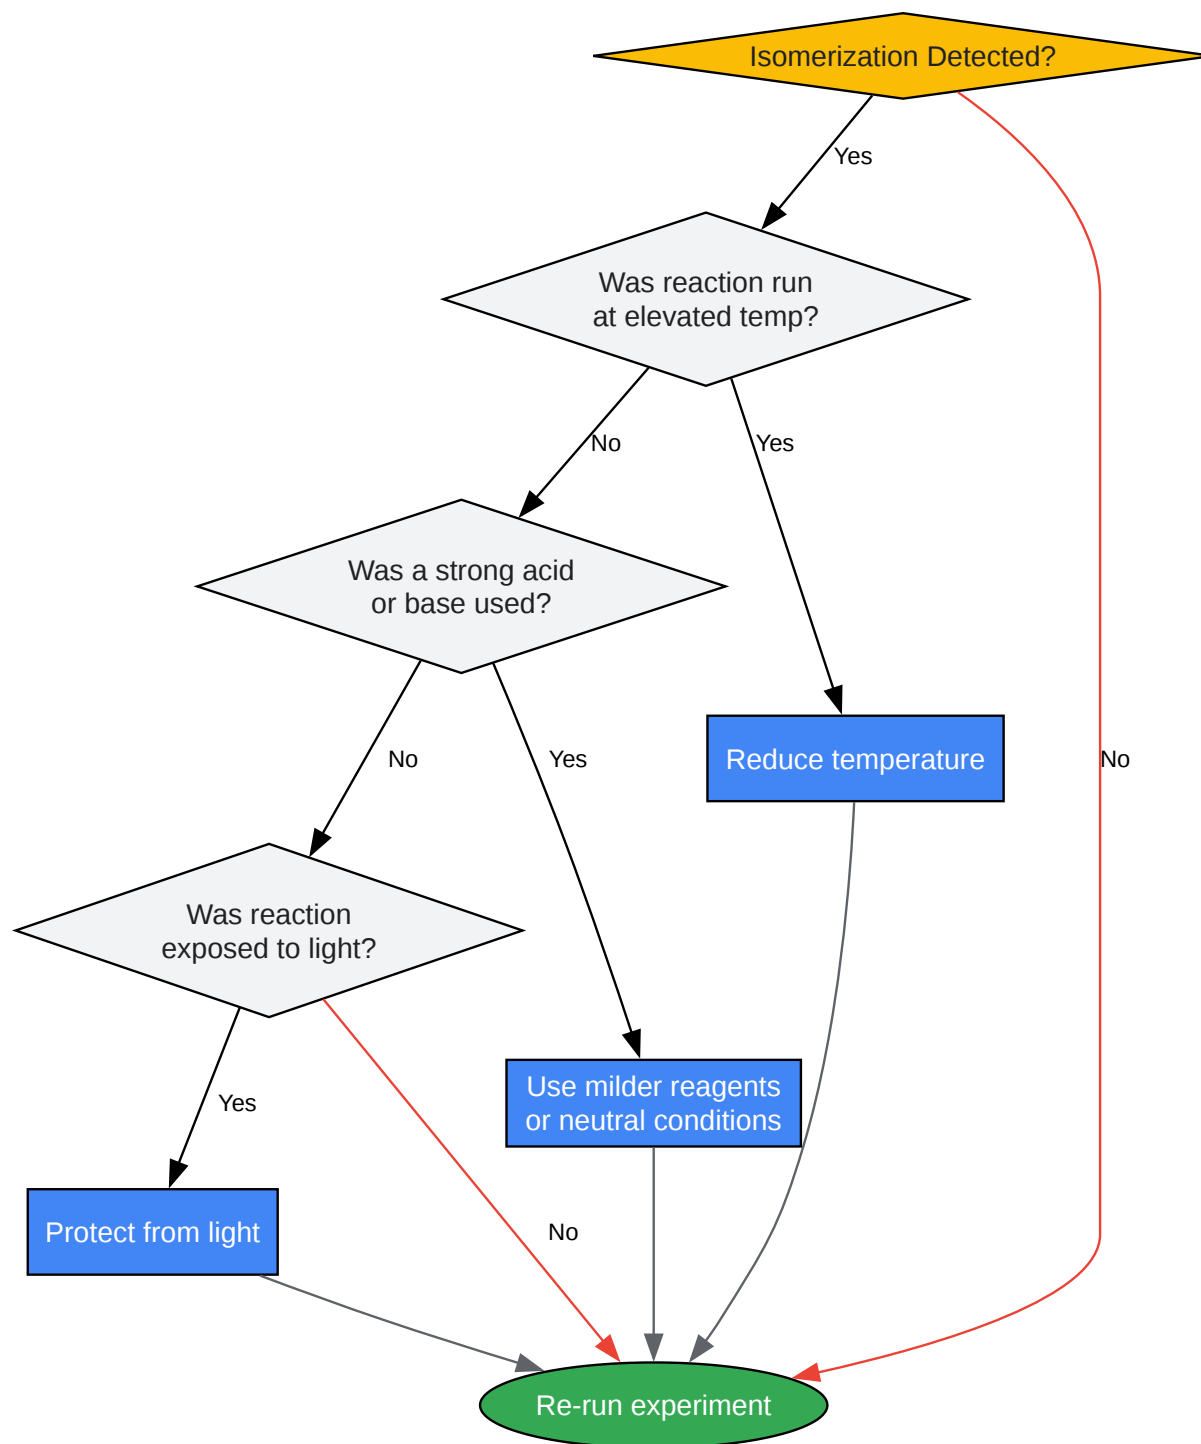 Isomerization Detected?
Yes
Was reaction run
at elevated temp?
No
Yes
Was a strong acid
or base used?
No
Yes
Reduce temperature
No
Was reaction
exposed to light?
Yes
Use milder reagents
or neutral conditions
Protect from light
No
Re-run experiment